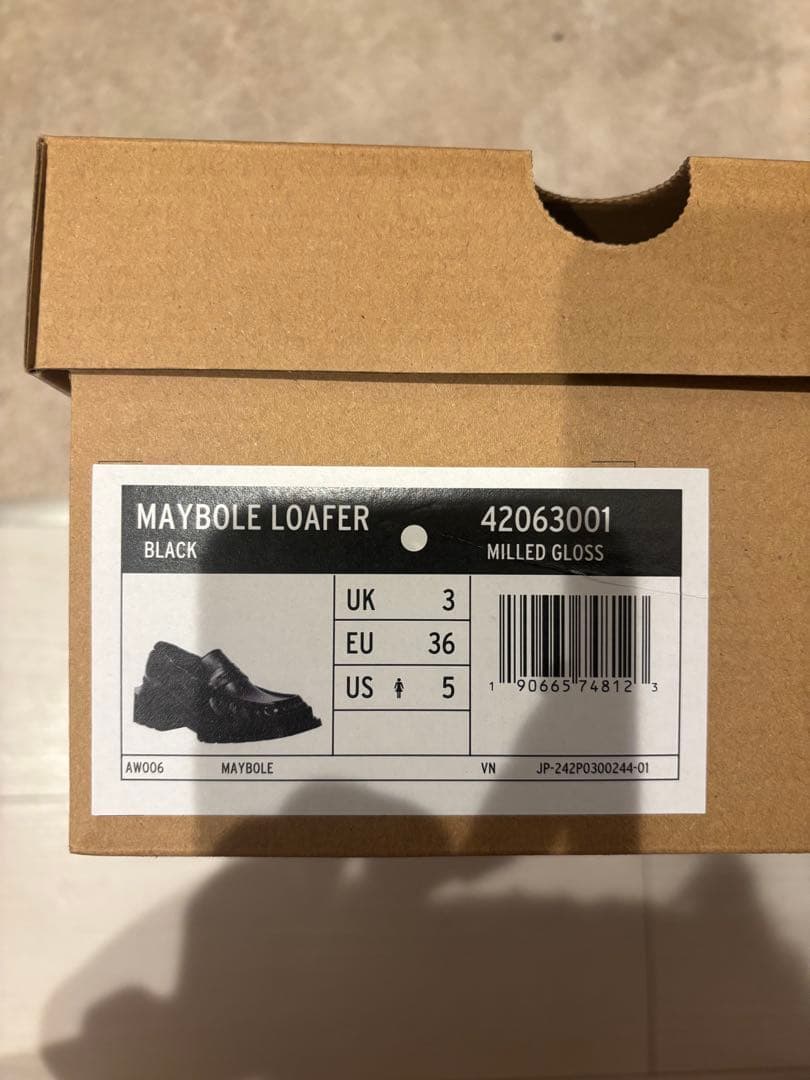 MAYBOLE LOAFER
BLACK
42063001
MILLED GLOSS
UK 3
EU 36
US 5
1 90665 74812 3
AW006 MAYBOLE VN JP-242P0300244-01